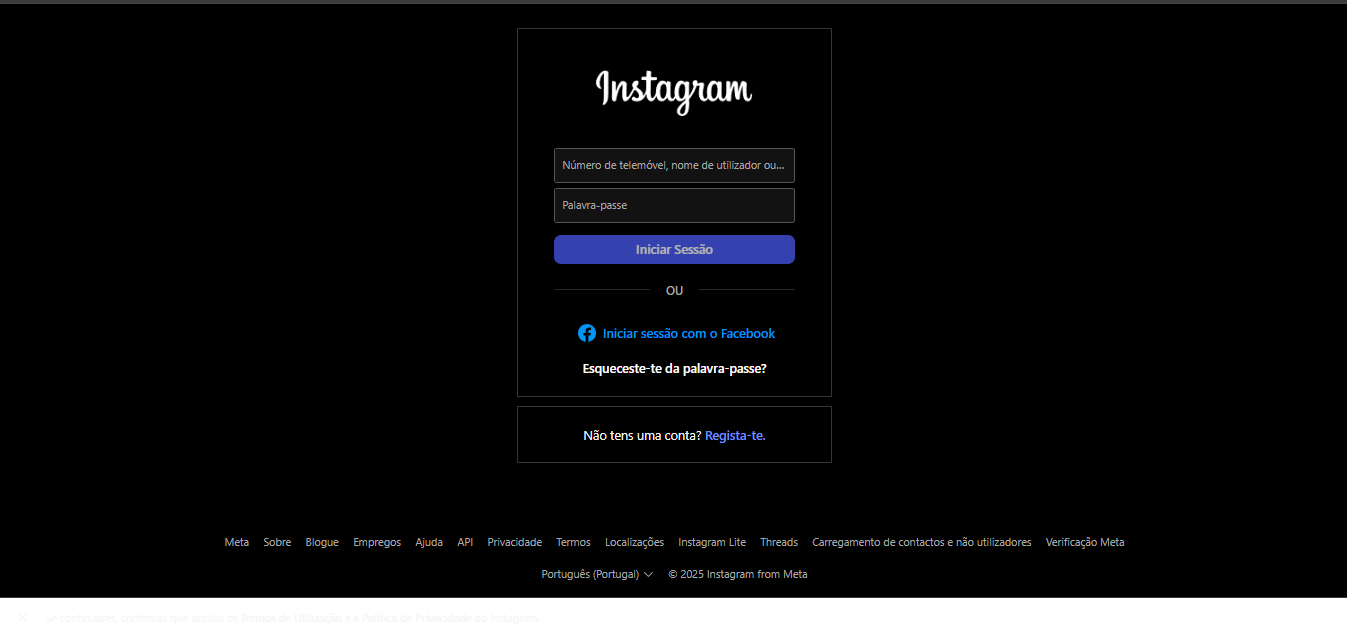 Instagram
Número de telemóvel, nome de utilizador ou...
Palavra-passe
Iniciar Sessão
OU
Iniciar sessão com o Facebook
Esqueceste-te da palavra-passe?
Não tens uma conta? Regista-te.
Meta Sobre Blogue Empregos Ajuda API Privacidade Termos Localizações Instagram Lite Threads Carregamento de contactos e não utilizadores Verificação Meta
Português (Portugal) © 2025 Instagram from Meta
Se continuares, confirmas que aceitas os Termos de Utilização e a Política de Privacidade do Instagram.